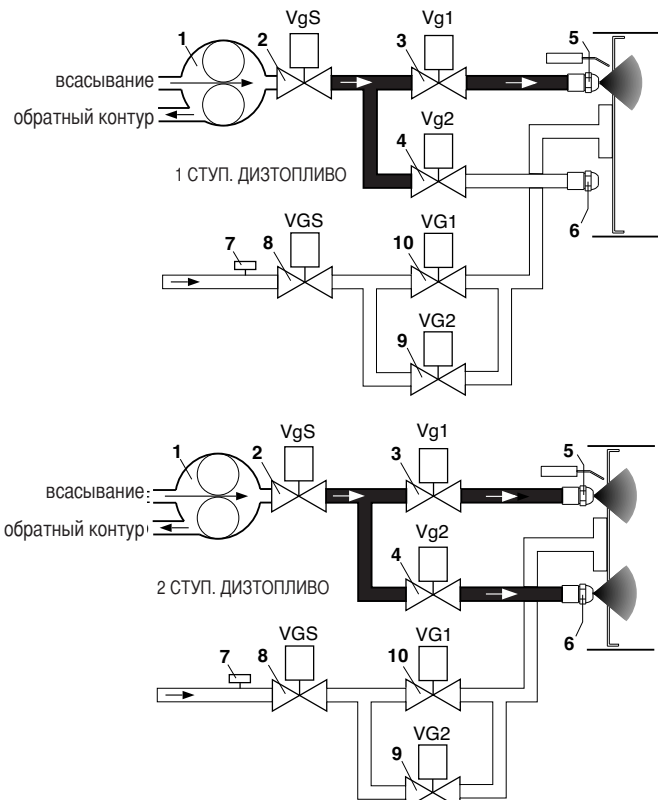 VgS Vg1
1 2 3 5
всасывание
обратный контур
Vg2
4
1 СТУП. ДИЗТОПЛИВО
6
VGS VG1
7 8 10
VG2
9
VgS Vg1
1 2 3 5
всасывание
обратный контур
Vg2
4
2 СТУП. ДИЗТОПЛИВО
6
VGS VG1
7 8 10
VG2
9